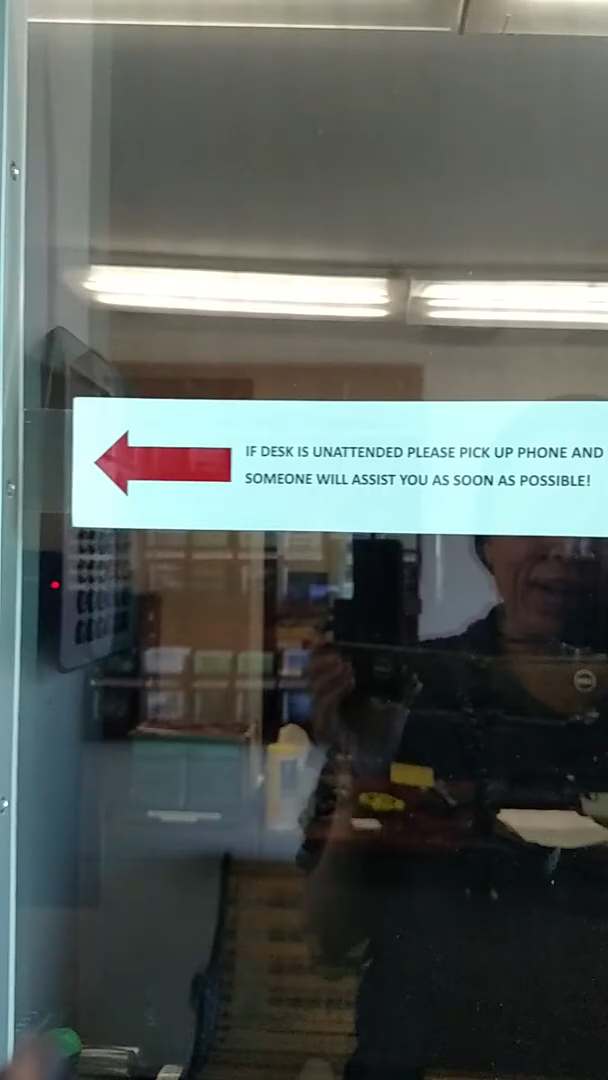 IF DESK IS UNATTENDED PLEASE PICK UP PHONE AND
SOMEONE WILL ASSIST YOU AS SOON AS POSSIBLE!